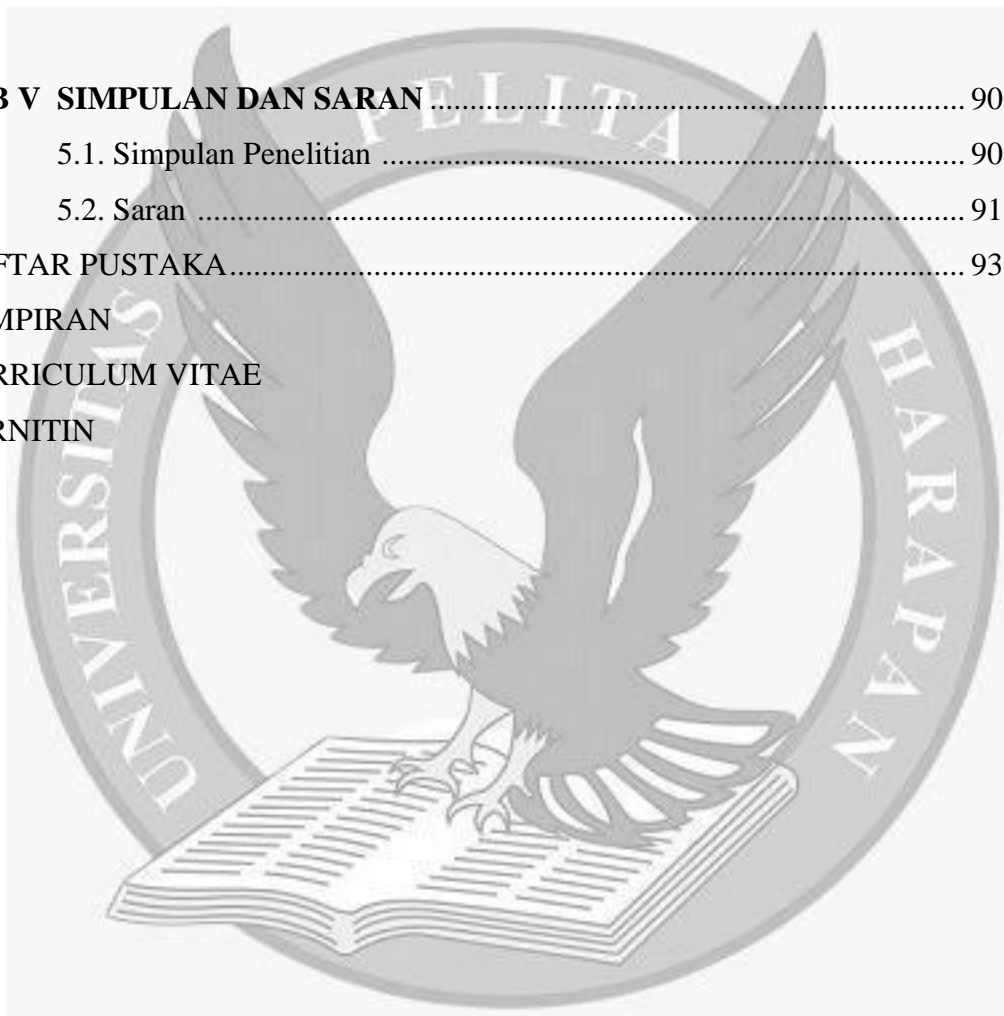 B V SIMPULAN DAN SARAN ........ 90
5.1. Simpulan Penelitian ........ 90
5.2. Saran ........ 91
FTAR PUSTAKA ........ 93
MPIRAN
RRICULUM VITAE
RNITIN
UNIVERSITAS PELITA HARAPAN